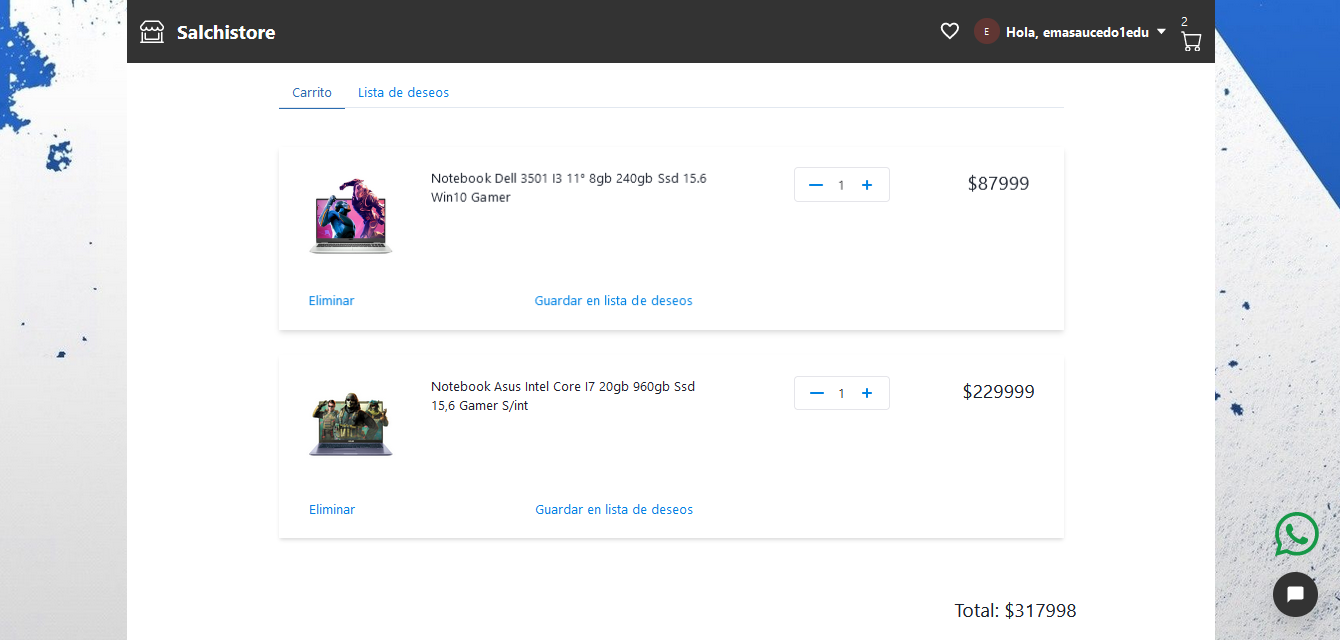 Salchistore
E
Hola, emasaucedo1edu
2
Carrito
Lista de deseos
Notebook Dell 3501 I3 11° 8gb 240gb Ssd 15.6
Win10 Gamer
1
$87999
Eliminar
Guardar en lista de deseos
Notebook Asus Intel Core I7 20gb 960gb Ssd
15,6 Gamer S/int
1
$229999
Eliminar
Guardar en lista de deseos
Total: $317998